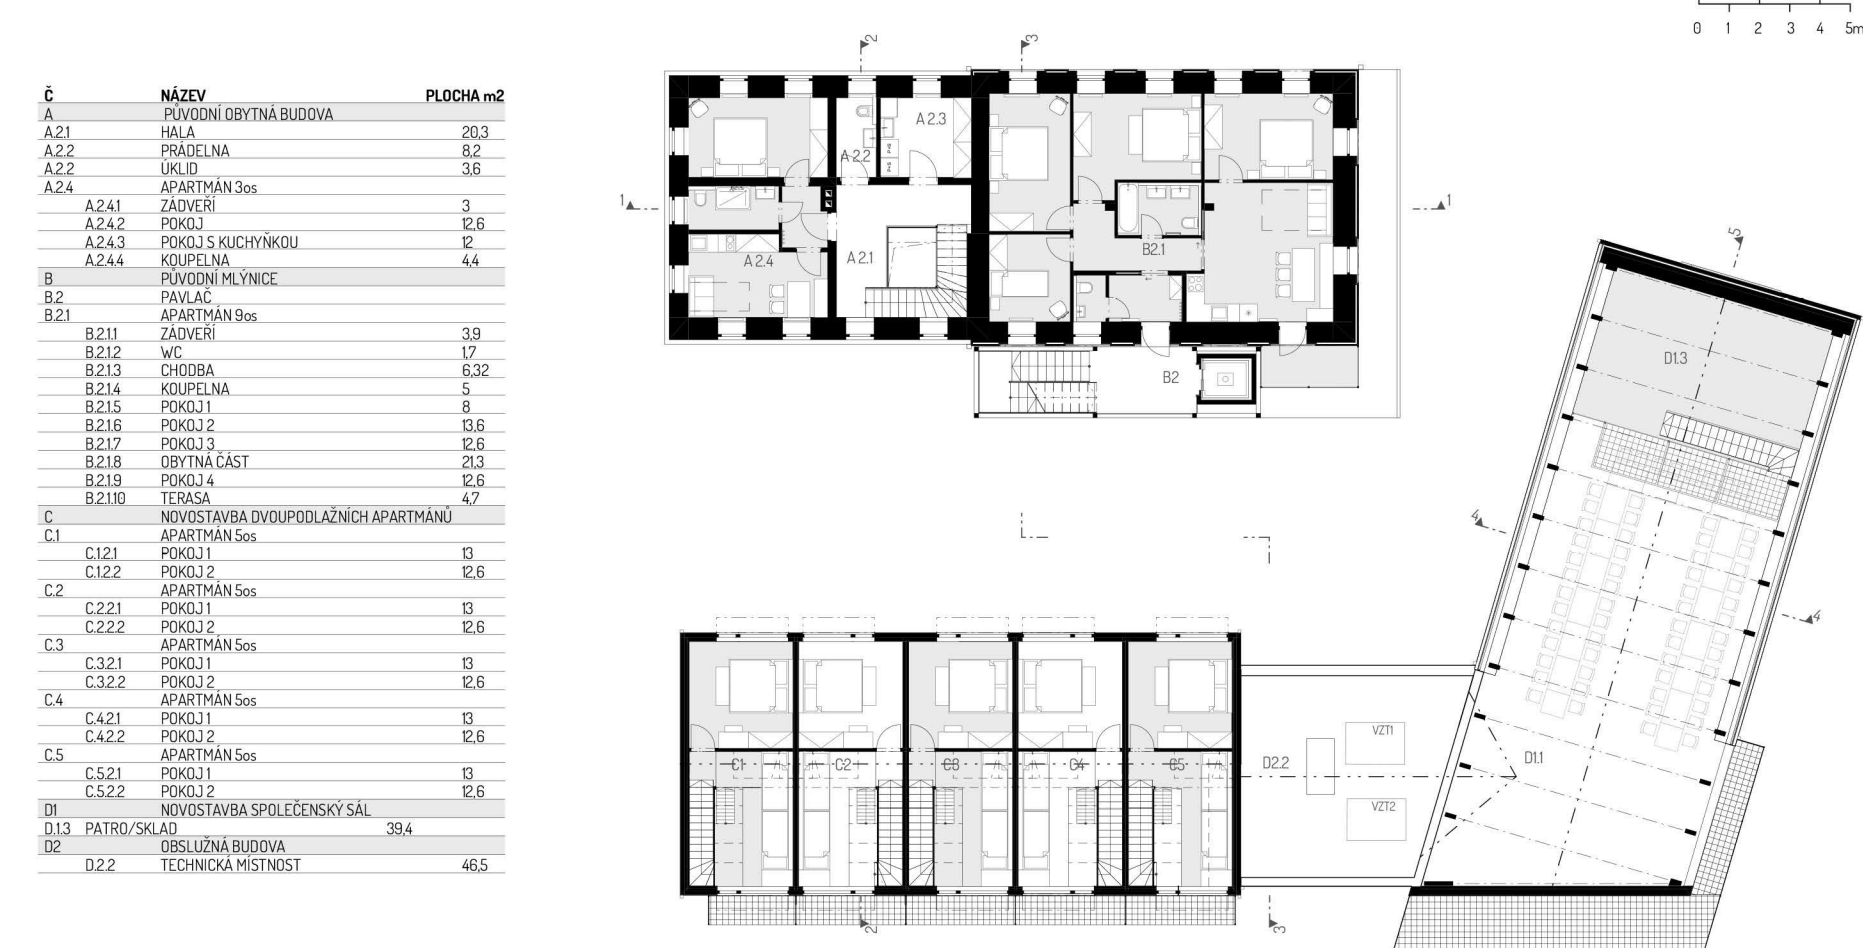 Č NÁZEV PLOCHA m2
A PŮVODNÍ OBYTNÁ BUDOVA
A.2.1 HALA 20,3
A.2.2 PRÁDELNA 8,2
A.2.2 ÚKLID 3,6
A.2.4 APARTMÁN 3os
A.2.4.1 ZÁDVEŘÍ 3
A.2.4.2 POKOJ 12,6
A.2.4.3 POKOJ S KUCHYŇKOU 12
A.2.4.4 KOUPELNA 4,4
B PŮVODNÍ MLÝNICE
B.2 PAVLAČ
B.2.1 APARTMÁN 9os
B.2.1.1 ZÁDVEŘÍ 3,9
B.2.1.2 WC 1,7
B.2.1.3 CHODBA 6,32
B.2.1.4 KOUPELNA 5
B.2.1.5 POKOJ 1 8
B.2.1.6 POKOJ 2 13,6
B.2.1.7 POKOJ 3 12,6
B.2.1.8 OBYTNÁ ČÁST 21,3
B.2.1.9 POKOJ 4 12,6
B.2.1.10 TERASA 4,7
C NOVOSTAVBA DVOUPODLAŽNÍCH APARTMÁNŮ
C.1 APARTMÁN 5os
C.1.2.1 POKOJ 1 13
C.1.2.2 POKOJ 2 12,6
C.2 APARTMÁN 5os
C.2.2.1 POKOJ 1 13
C.2.2.2 POKOJ 2 12,6
C.3 APARTMÁN 5os
C.3.2.1 POKOJ 1 13
C.3.2.2 POKOJ 2 12,6
C.4 APARTMÁN 5os
C.4.2.1 POKOJ 1 13
C.4.2.2 POKOJ 2 12,6
C.5 APARTMÁN 5os
C.5.2.1 POKOJ 1 13
C.5.2.2 POKOJ 2 12,6
D1 NOVOSTAVBA SPOLEČENSKÝ SÁL
D.1.3 PATRO/SKLAD 39,4
D2 OBSLUŽNÁ BUDOVA
D.2.2 TECHNICKÁ MÍSTNOST 46,5
0 1 2 3 4 5m
2 3
A 2.3
A 2.2
P+S
P+S
1 1
A 2.4 A 2.1 B2.1
B2
5
D1.3
4
4
C1 C2 C3 C4 C5 D2.2 VZT1 D1.1
VZT2
2 3